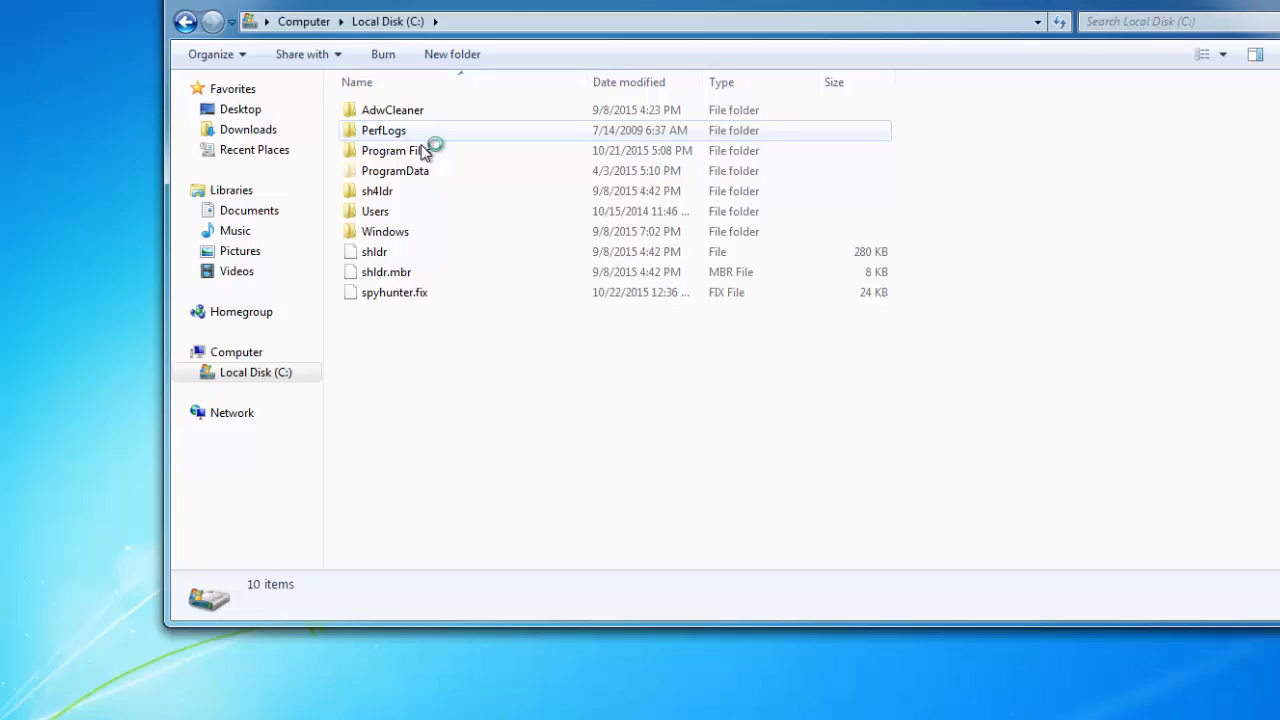 Computer Local Disk (C:) Search Local Disk (C:)
Organize Share with Burn New folder
Name Date modified Type Size
Favorites
Desktop
Downloads
Recent Places
Libraries
Documents
Music
Pictures
Videos
Homegroup
Computer
Local Disk (C:)
Network
AdwCleaner 9/8/2015 4:23 PM File folder
PerfLogs 7/14/2009 6:37 AM File folder
Program Fil 10/21/2015 5:08 PM File folder
ProgramData 4/3/2015 5:10 PM File folder
sh4ldr 9/8/2015 4:42 PM File folder
Users 10/15/2014 11:46 ... File folder
Windows 9/8/2015 7:02 PM File folder
shldr 9/8/2015 4:42 PM File 280 KB
shldr.mbr 9/8/2015 4:42 PM MBR File 8 KB
spyhunter.fix 10/22/2015 12:36 ... FIX File 24 KB
10 items